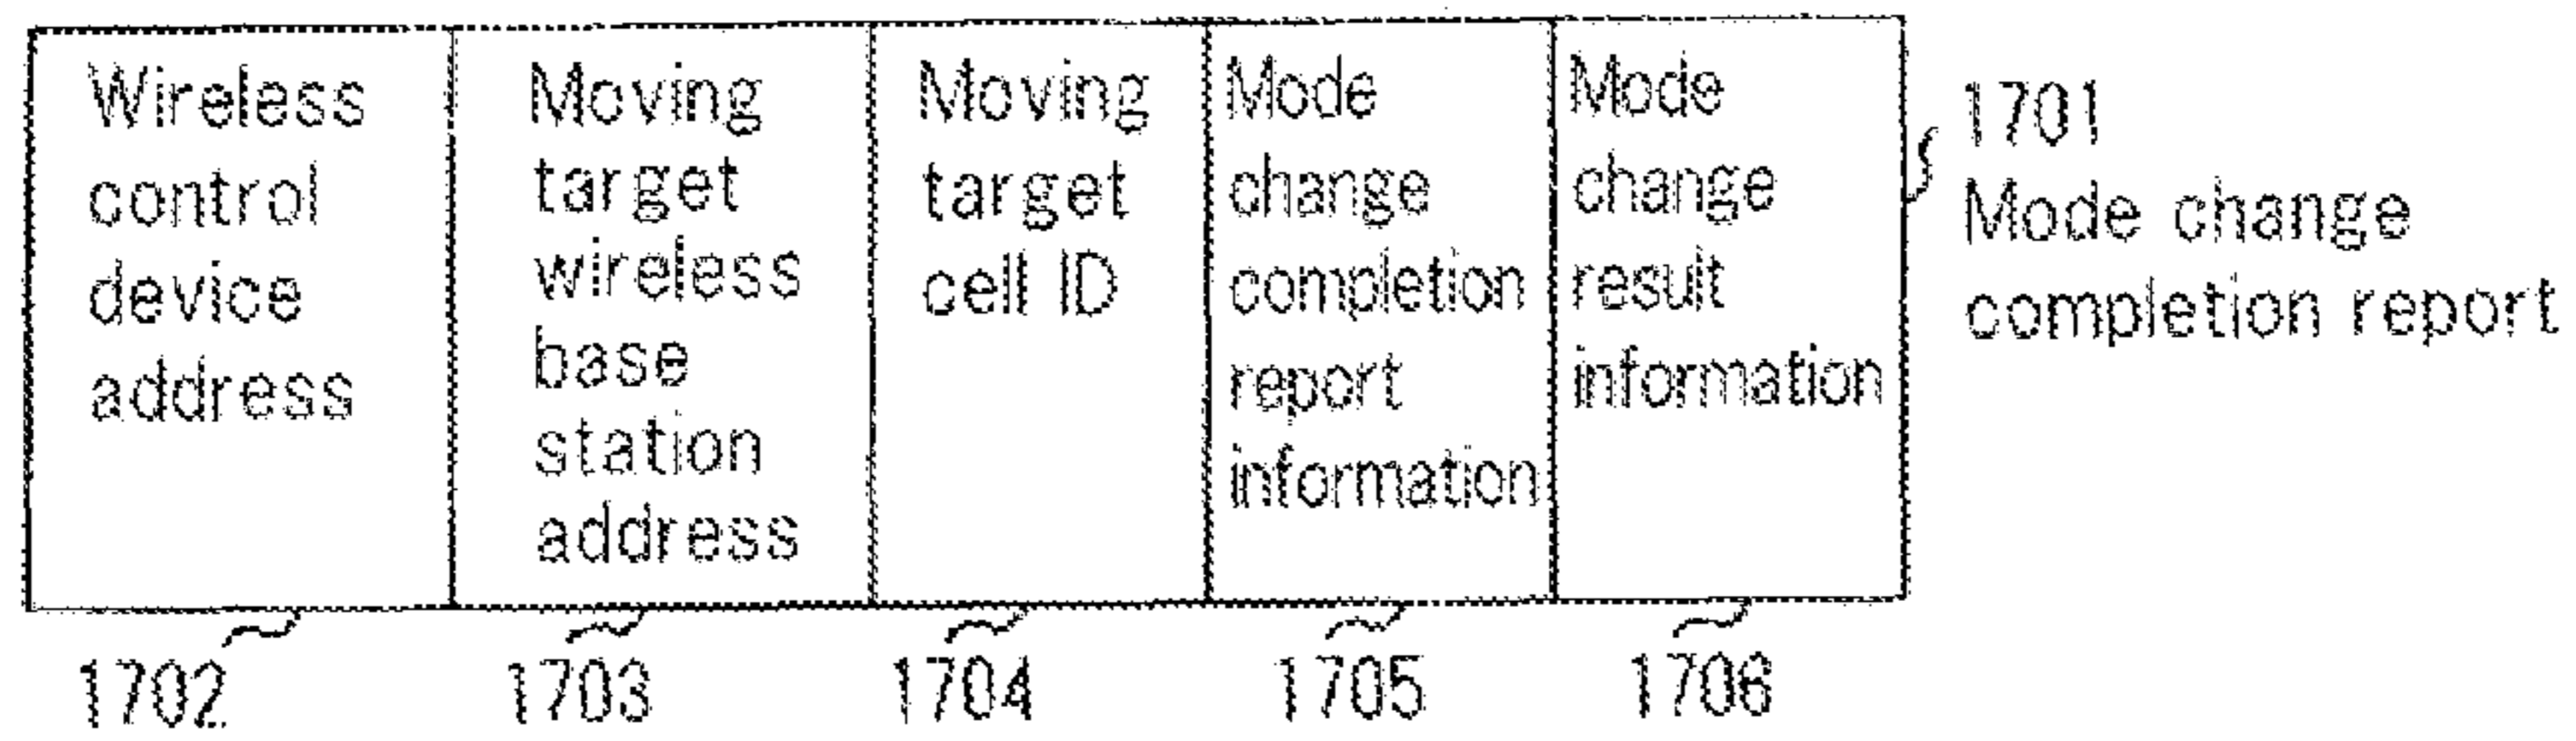 Wireless
control
device
address
Moving
target
wireless
base
station
address
Moving
target
cell ID
Mode
change
completion
report
information
Mode
change
result
information
1701
Mode change
completion report
1702
1703
1704
1705
1706